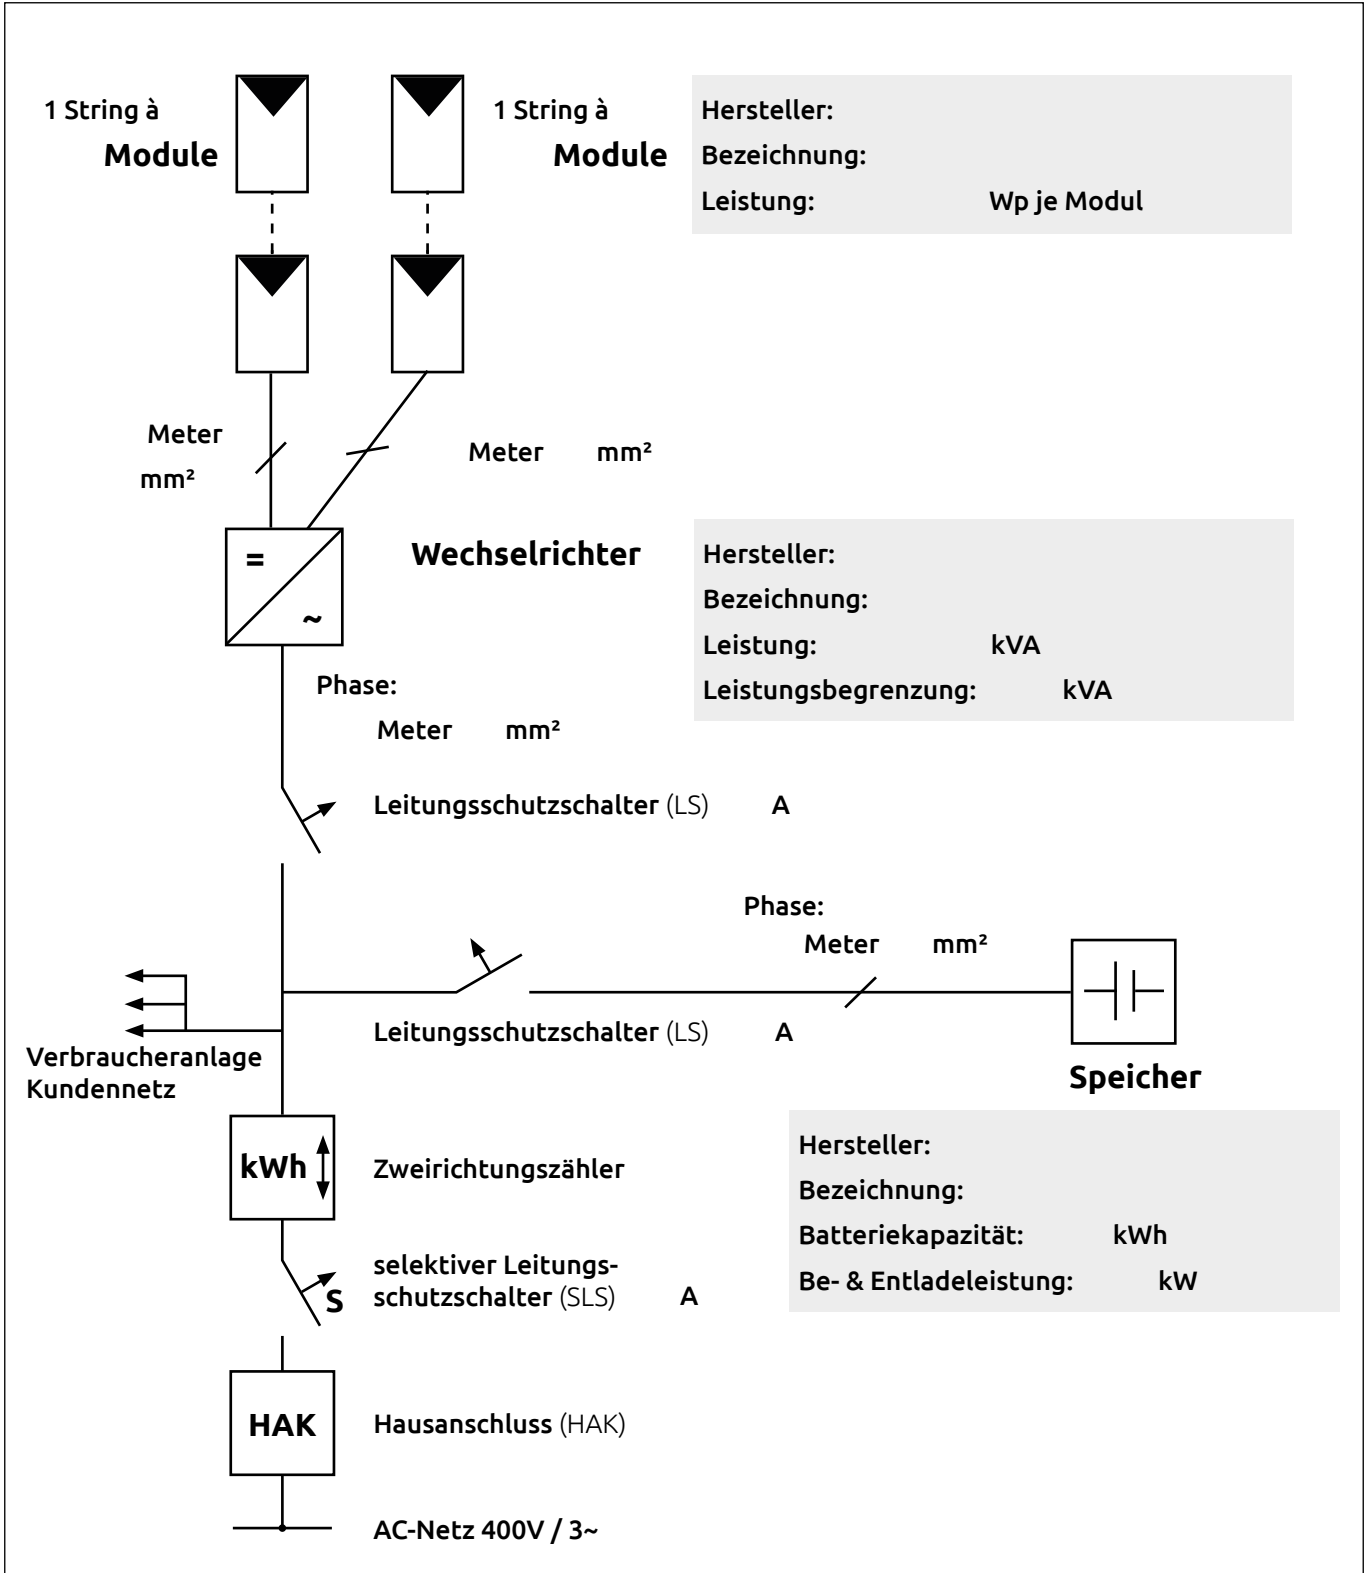 1 String à
Module
1 String à
Module
Hersteller:
Bezeichnung:
Leistung: Wp je Modul
Meter
mm²
Meter mm²
=
~
Wechselrichter
Hersteller:
Bezeichnung:
Leistung: kVA
Leistungsbegrenzung: kVA
Phase:
Meter mm²
Leitungsschutzschalter (LS) A
Phase:
Meter mm²
Leitungsschutzschalter (LS) A
Verbraucheranlage
Kundennetz
Speicher
kWh
Zweirichtungszähler
Hersteller:
Bezeichnung:
Batteriekapazität: kWh
Be- & Entladeleistung: kW
selektiver Leitungs-
schutzschalter (SLS) A
S
HAK
Hausanschluss (HAK)
AC-Netz 400V / 3~